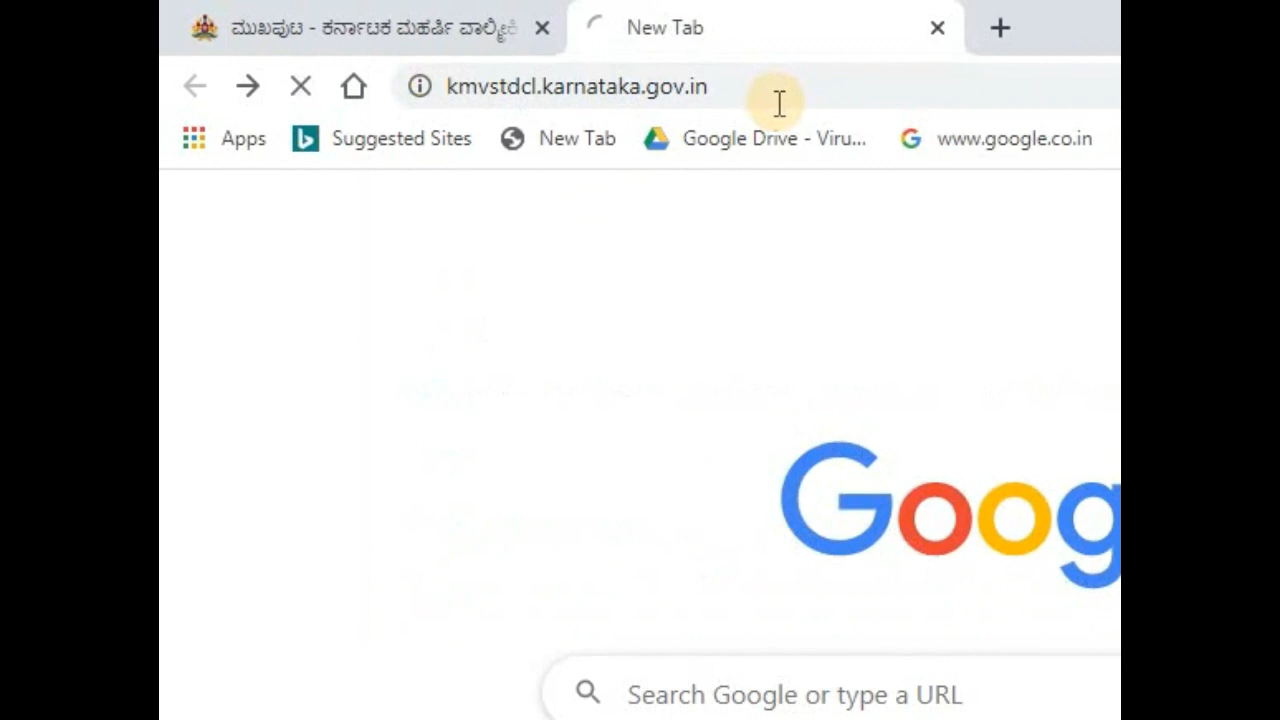 ಮುಖಪುಟ - ಕರ್ನಾಟಕ ಮಹರ್ಷಿ ವಾಲ್ಮೀಕಿ New Tab
kmvstdcl.karnataka.gov.in
Apps Suggested Sites New Tab Google Drive - Viru... www.google.co.in
Goog
Search Google or type a URL